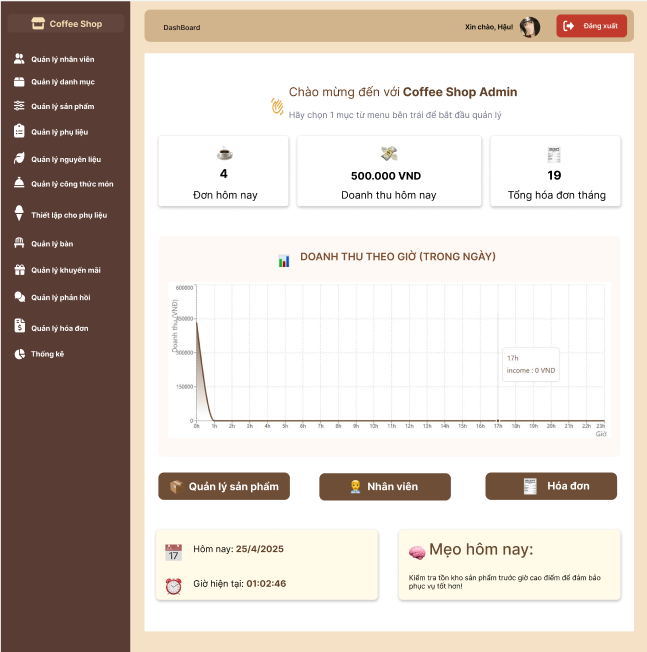 Coffee Shop
Quản lý nhân viên
Quản lý danh mục
Quản lý sản phẩm
Quản lý phụ liệu
Quản lý nguyên liệu
Quản lý công thức món
Thiết lập cho phụ liệu
Quản lý bàn
Quản lý khuyến mãi
Quản lý phản hồi
Quản lý hóa đơn
Thống kê
DashBoard
Xin chào, Hậu!
Đăng xuất
Chào mừng đến với Coffee Shop Admin
Hãy chọn 1 mục từ menu bên trái để bắt đầu quản lý
4
Đơn hôm nay
500.000 VND
Doanh thu hôm nay
19
Tổng hóa đơn tháng
DOANH THU THEO GIỜ (TRONG NGÀY)
Doanh thu (VNĐ)
600000
450000
300000
150000
0
0h 1h 2h 3h 4h 5h 6h 7h 8h 9h 10h 11h 12h 13h 14h 15h 16h 17h 18h 19h 20h 21h 22h 23h
Giờ
17h
income : 0 VND
Quản lý sản phẩm
Nhân viên
Hóa đơn
17
Hôm nay: 25/4/2025
Giờ hiện tại: 01:02:46
Mẹo hôm nay:
Kiểm tra tồn kho sản phẩm trước giờ cao điểm để đảm bảo
phục vụ tốt hơn!